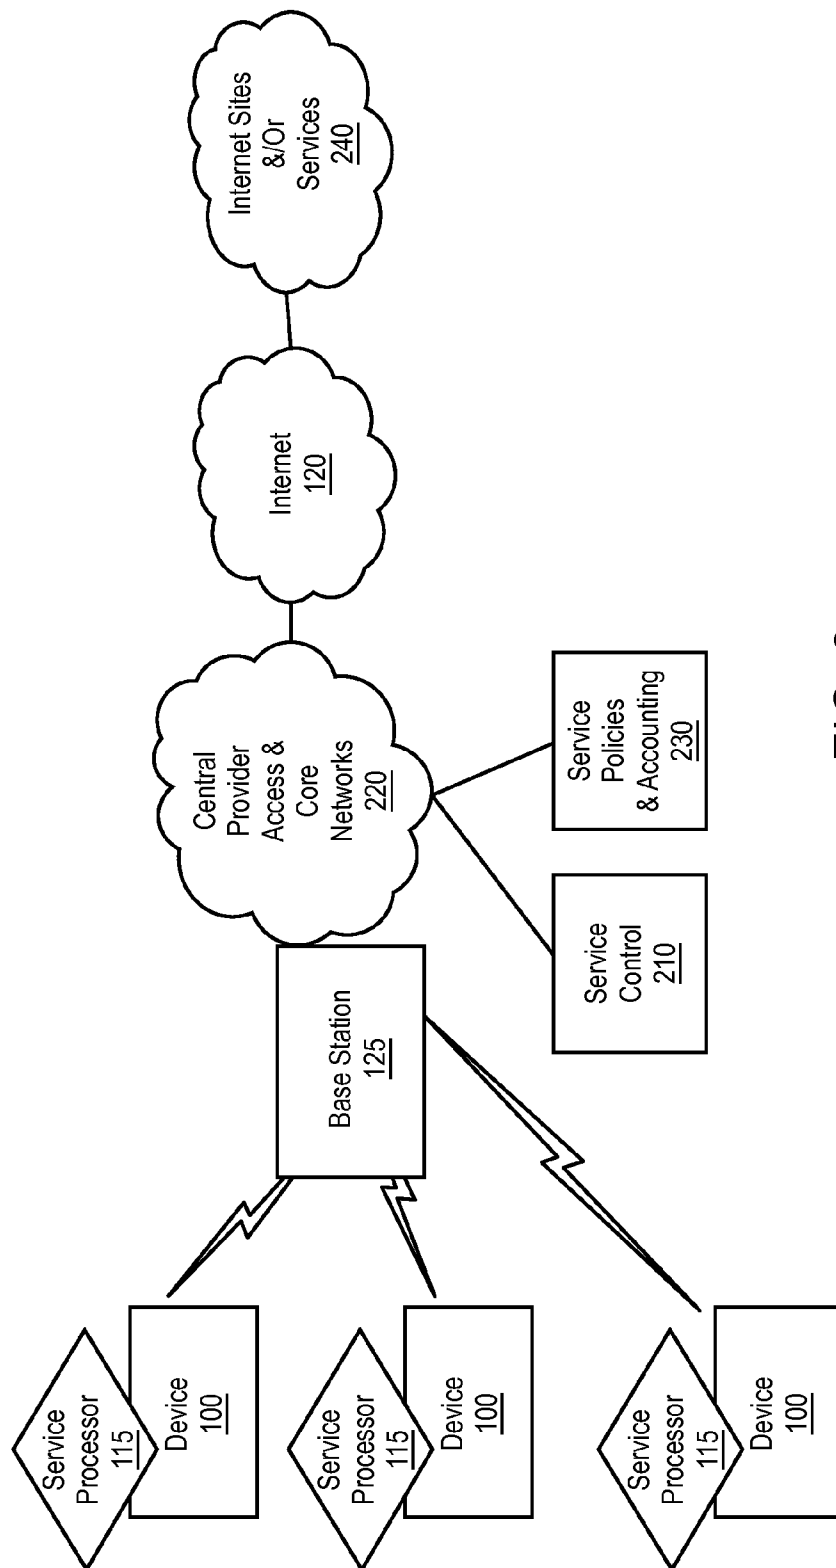 Service
Processor
115
Device
100
Service
Processor
115
Device
100
Service
Processor
115
Device
100
Base Station
125
Central
Provider
Access &
Core
Networks
220
Internet
120
Internet Sites
&/Or
Services
240
Service
Control
210
Service
Policies
& Accounting
230